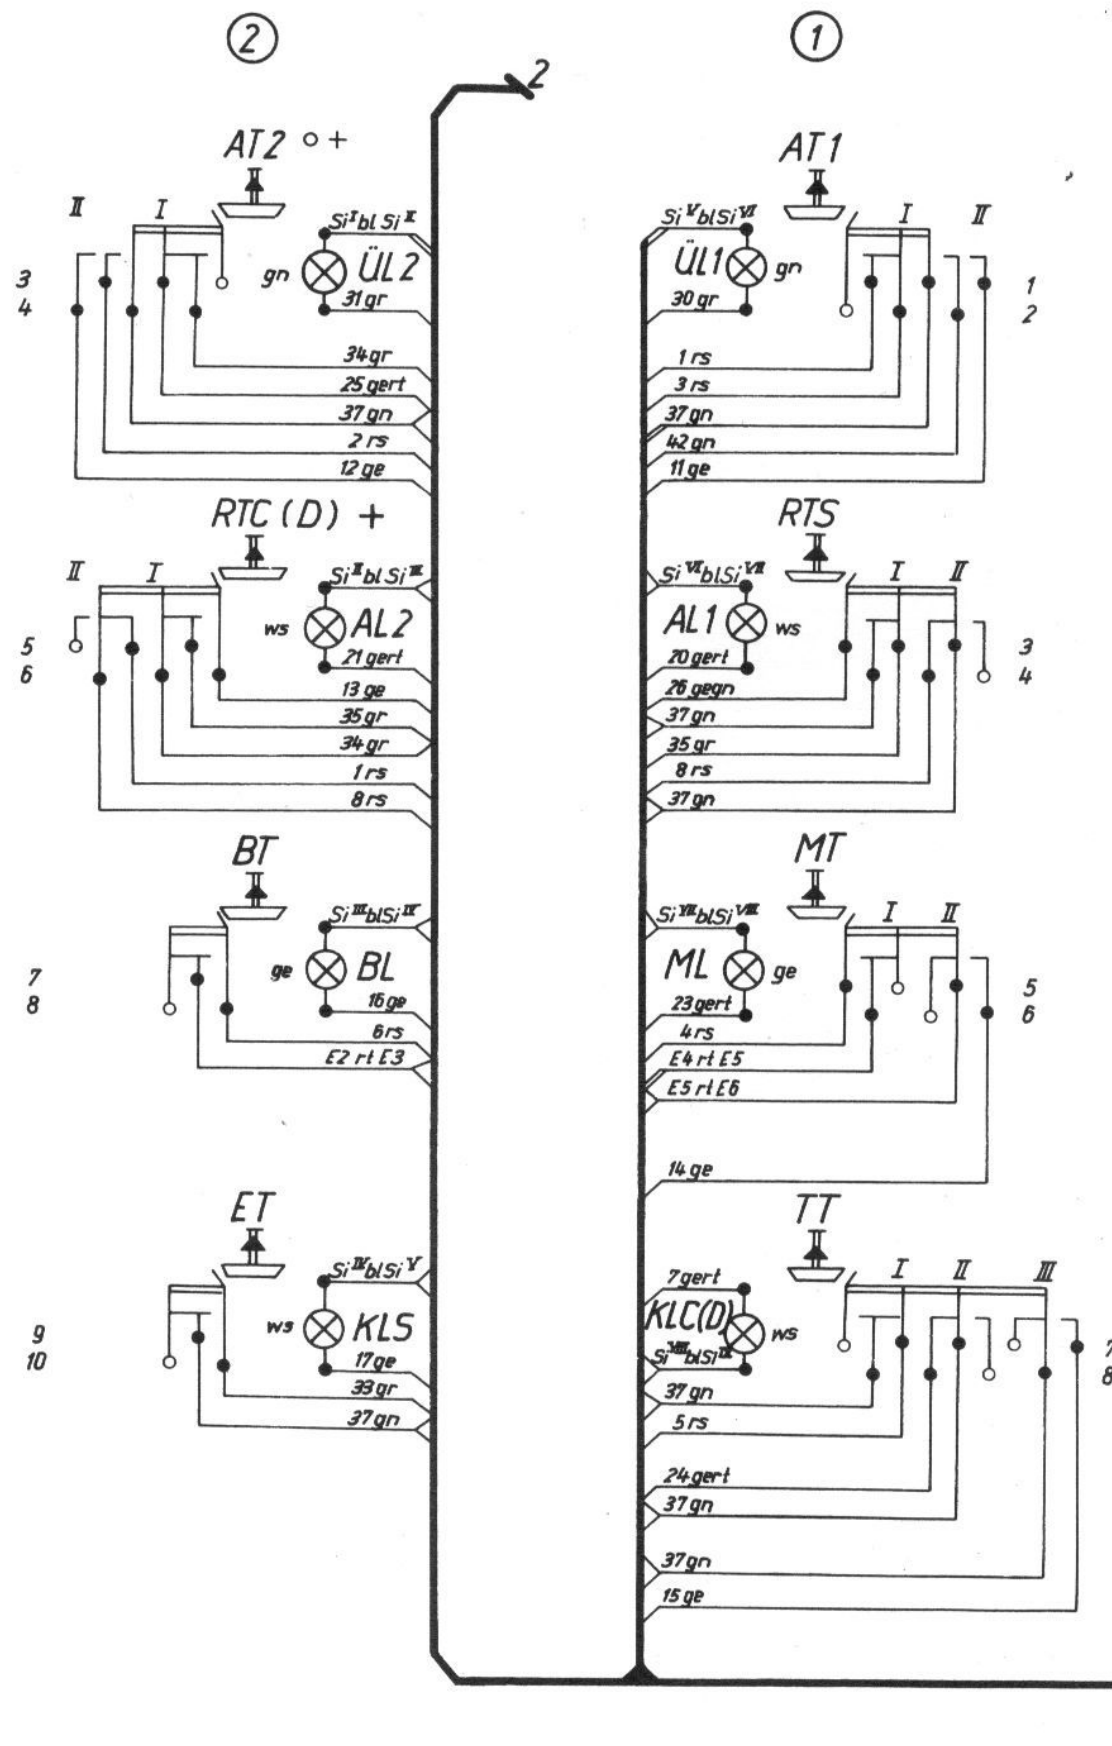 2
1
2
AT2 +
II
I
Si I bl Si II
gn
ÜL2
3
4
31 gr
34 gr
25 gert
37 gn
2 rs
12 ge
RTC (D) +
II
I
Si II bl Si III
ws
AL2
5
6
21 gert
13 ge
35 gr
34 gr
1 rs
8 rs
BT
Si III bl Si IV
ge
BL
7
8
16 ge
6 rs
E2 rt E3
ET
Si IV bl Si V
ws
KLS
9
10
17 ge
33 gr
37 gn
AT1
Si V bl Si VI
I
II
ÜL1
gn
1
2
30 gr
1 rs
3 rs
37 gn
42 gn
11 ge
RTS
Si VI bl Si VII
I
II
AL1
ws
3
4
20 gert
26 gegn
37 gn
35 gr
8 rs
37 gn
MT
Si VII bl Si VIII
I
II
ML
ge
5
6
23 gert
4 rs
E4 rt E5
E5 rt E6
14 ge
TT
7 gert
I
II
III
KLC(D)
ws
7
8
Si VIII bl Si IX
37 gn
5 rs
24 gert
37 gn
37 gn
15 ge